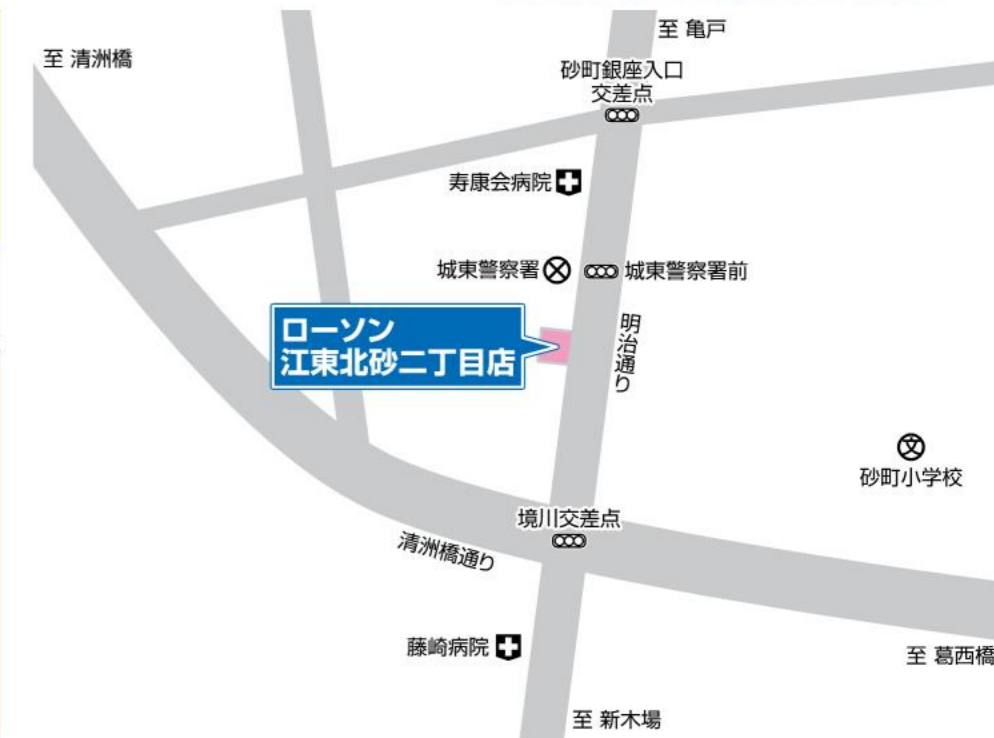 至 亀戸
至 清洲橋
砂町銀座入口
交差点
寿康会病院
城東警察署
城東警察署前
ローソン
江東北砂二丁目店
明治通り
文
砂町小学校
境川交差点
清洲橋通り
藤崎病院
至 葛西橋
至 新木場